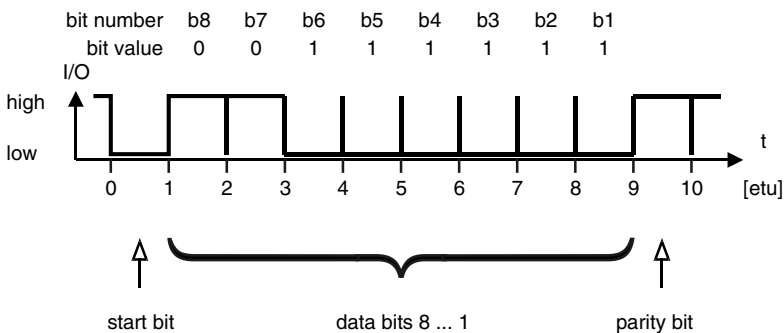 bit number b8 b7 b6 b5 b4 b3 b2 b1
bit value 0 0 1 1 1 1 1 1
I/O
high
low
t
0 1 2 3 4 5 6 7 8 9 10 [etu]
start bit data bits 8 ... 1 parity bit